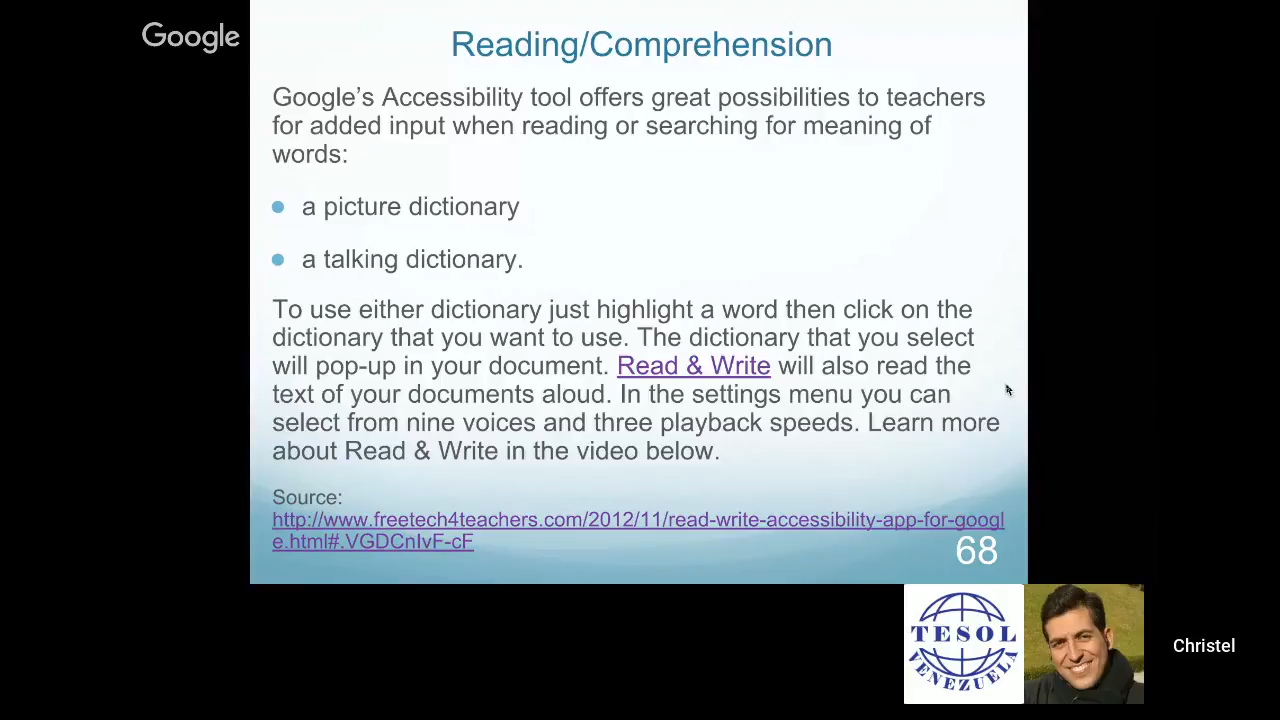 Google
Reading/Comprehension
Google's Accessibility tool offers great possibilities to teachers
for added input when reading or searching for meaning of
words:
a picture dictionary
a talking dictionary.
To use either dictionary just highlight a word then click on the
dictionary that you want to use. The dictionary that you select
will pop-up in your document. Read & Write will also read the
text of your documents aloud. In the settings menu you can
select from nine voices and three playback speeds. Learn more
about Read & Write in the video below.
Source:
http://www.freetech4teachers.com/2012/11/read-write-accessibility-app-for-googl
e.html#.VGDCnIvF-cF
68
TESOL
VENEZUELA
Christel